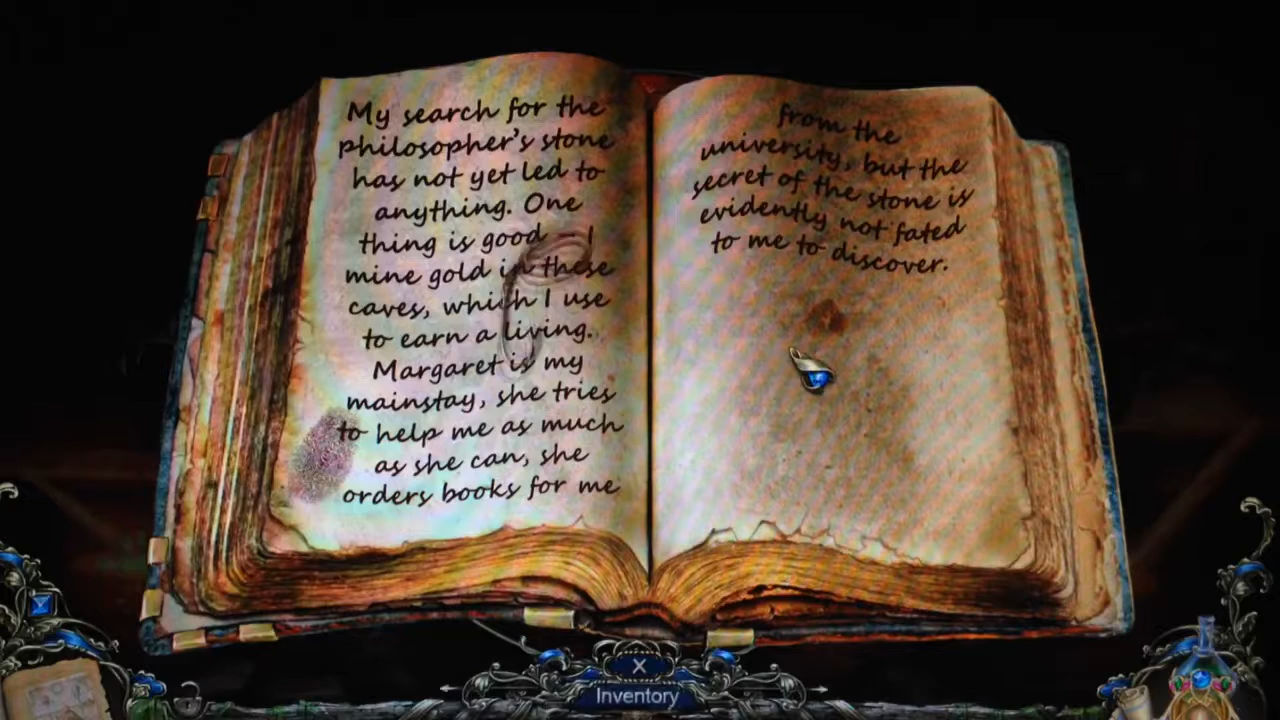 My search for the
philosopher's stone
has not yet led to
anything. One
thing is good – I
mine gold in these
caves, which I use
to earn a living.
Margaret is my
mainstay, she tries
to help me as much
as she can, she
orders books for me
from the
university, but the
secret of the stone is
evidently not fated
to me to discover.
X
Inventory